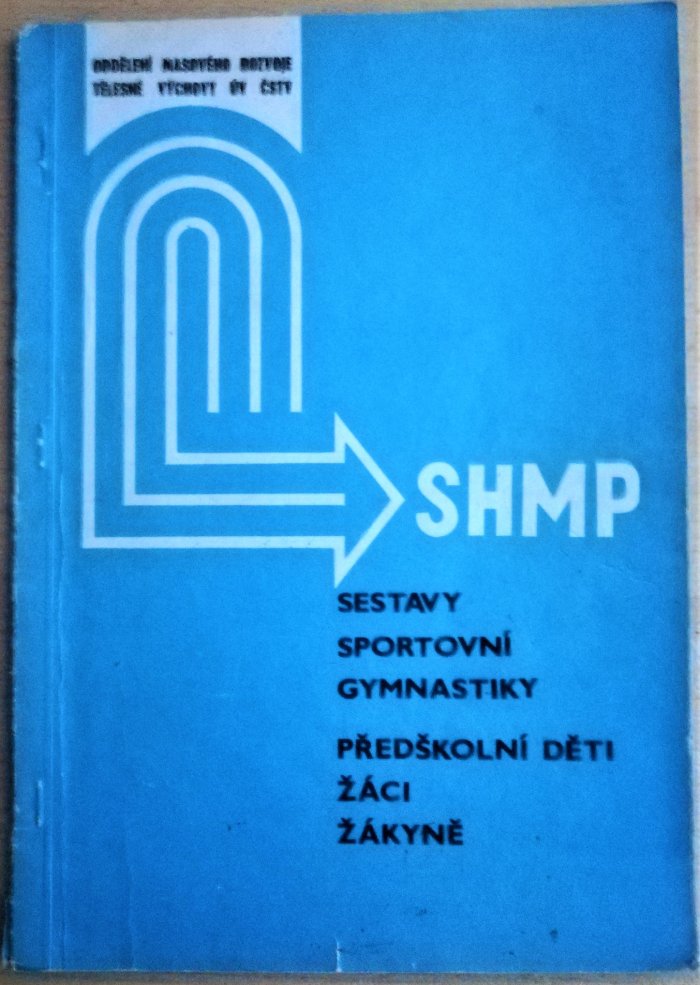 ODDĚLENÍ MASOVÉHO ROZVOJE
TĚLESNÉ VÝCHOVY ÚV ČSTV
SHMP
SESTAVY
SPORTOVNÍ
GYMNASTIKY
PŘEDŠKOLNÍ DĚTI
ŽÁCI
ŽÁKYNĚ